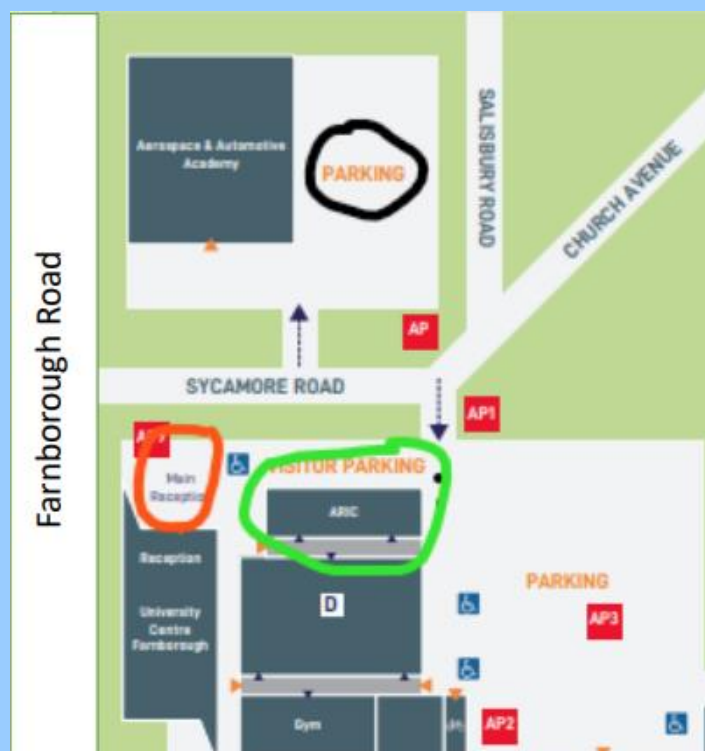 Farnborough Road
Aerospace & Automotive
Academy
PARKING
SALISBURY ROAD
CHURCH AVENUE
AP
SYCAMORE ROAD
AP1
VISITOR PARKING
Main
Reception
ARIC
Reception
PARKING
D
University
Centre
Farnborough
AP3
Gym
AP2